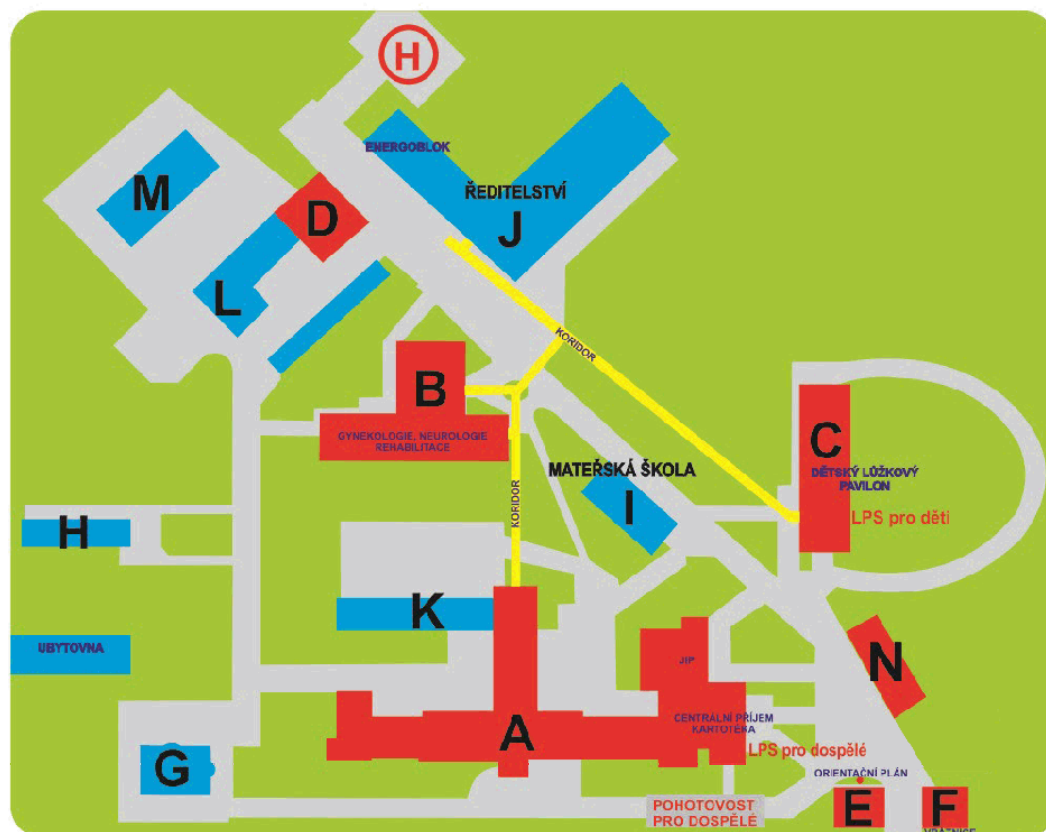 H
ENERGOBLOK
ŘEDITELSTVÍ
M
D
J
L
KORIDOR
B
C
GYNEKOLOGIE, NEUROLOGIE
REHABILITACE
MATEŘSKÁ ŠKOLA
DĚTSKÝ LŮŽKOVÝ
PAVILON
KORIDOR
I
LPS pro děti
H
K
UBYTOVNA
JIP
N
A
CENTRÁLNÍ PŘÍJEM
KARTOTÉKA
LPS pro dospělé
G
ORIENTAČNÍ PLÁN
POHOTOVOST
PRO DOSPĚLÉ
E
F
VRÁTNICE